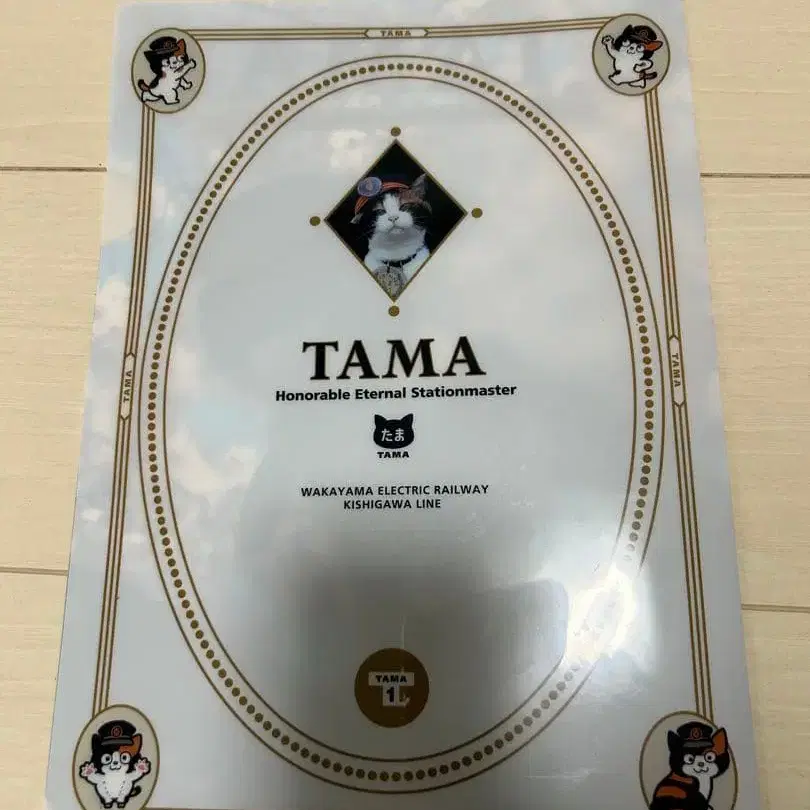 TAMA
TAMA
Honorable Eternal Stationmaster
たま
TAMA
WAKAYAMA ELECTRIC RAILWAY
KISHIGAWA LINE
TAMA
TAMA
TAMA
1